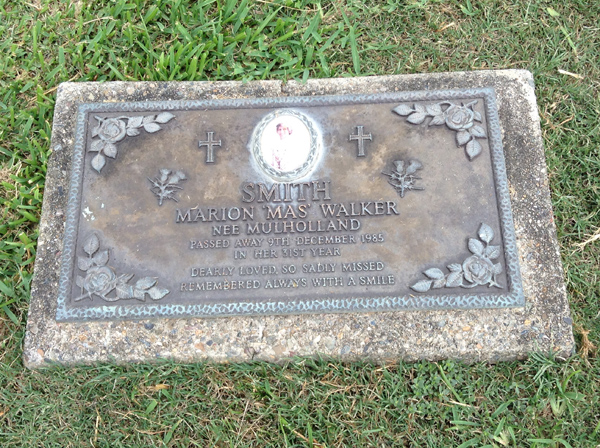 SMITH
MARION 'MAS' WALKER
NEE MULHOLLAND
PASSED AWAY 9TH DECEMBER 1985
IN HER 51ST YEAR
DEARLY LOVED, SO SADLY MISSED
REMEMBERED ALWAYS WITH A SMILE